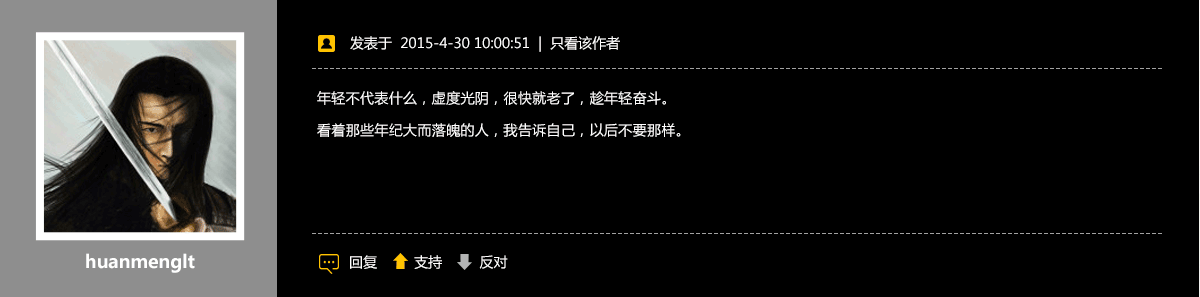 发表于 2015-4-30 10:00:51 | 只看该作者
年轻不代表什么，虚度光阴，很快就老了，趁年轻奋斗。
看着那些年纪大而落魄的人，我告诉自己，以后不要那样。
huanmenglt
回复 支持 反对